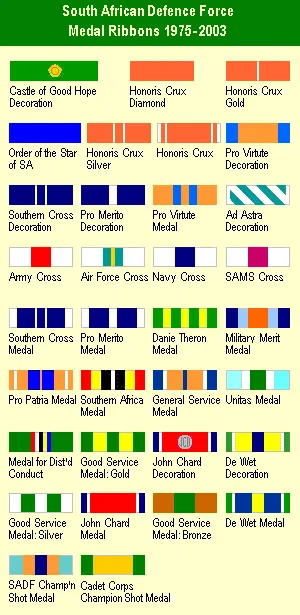 South African Defence Force
Medal Ribbons 1975-2003
Castle of Good Hope
Decoration
Honoris Crux
Diamond
Honoris Crux
Gold
Order of the Star
of SA
Honoris Crux
Silver
Honoris Crux
Pro Virtute
Decoration
Southern Cross
Decoration
Pro Merito
Decoration
Pro Virtute
Medal
Ad Astra
Decoration
Army Cross
Air Force Cross
Navy Cross
SAMS Cross
Southern Cross
Medal
Pro Merito
Medal
Danie Theron
Medal
Military Merit
Medal
Pro Patria Medal
Southern Africa
Medal
General Service
Medal
Unitas Medal
Medal for Dist'd
Conduct
Good Service
Medal: Gold
John Chard
Decoration
De Wet
Decoration
Good Service
Medal: Silver
John Chard
Medal
Good Service
Medal: Bronze
De Wet Medal
SADF Champ'n
Shot Medal
Cadet Corps
Champion Shot Medal